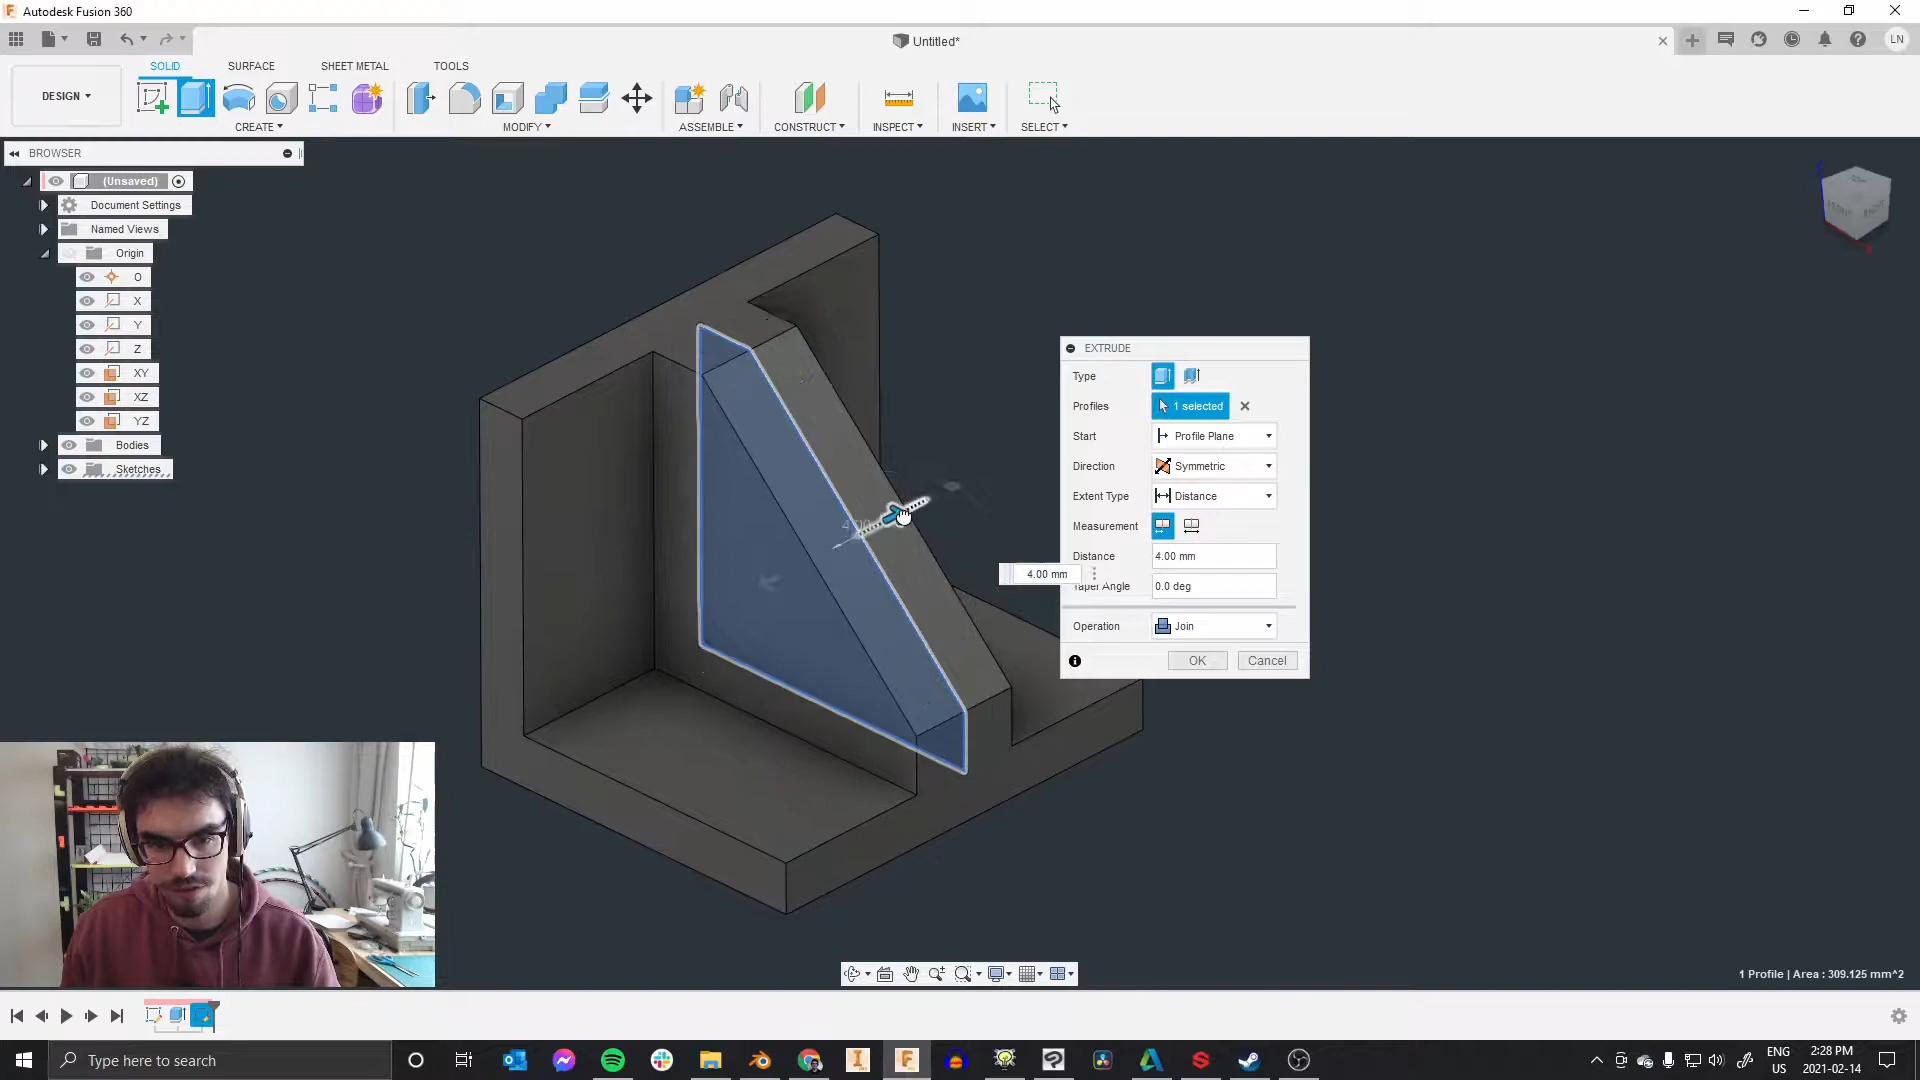 Autodesk Fusion 360
Untitled*
LN
DESIGN
SOLID
SURFACE
SHEET METAL
TOOLS
CREATE
MODIFY
ASSEMBLE
CONSTRUCT
INSPECT
INSERT
SELECT
BROWSER
(Unsaved)
Document Settings
Named Views
Origin
O
X
Y
Z
XY
XZ
YZ
Bodies
Sketches
EXTRUDE
Type
Profiles 1 selected
Start Profile Plane
Direction Symmetric
Extent Type Distance
Measurement
Distance 4.00 mm
4.00 mm
Taper Angle 0.0 deg
Operation Join
OK Cancel
1 Profile | Area : 309.125 mm^2
Type here to search
ENG
US
2:28 PM
2021-02-14